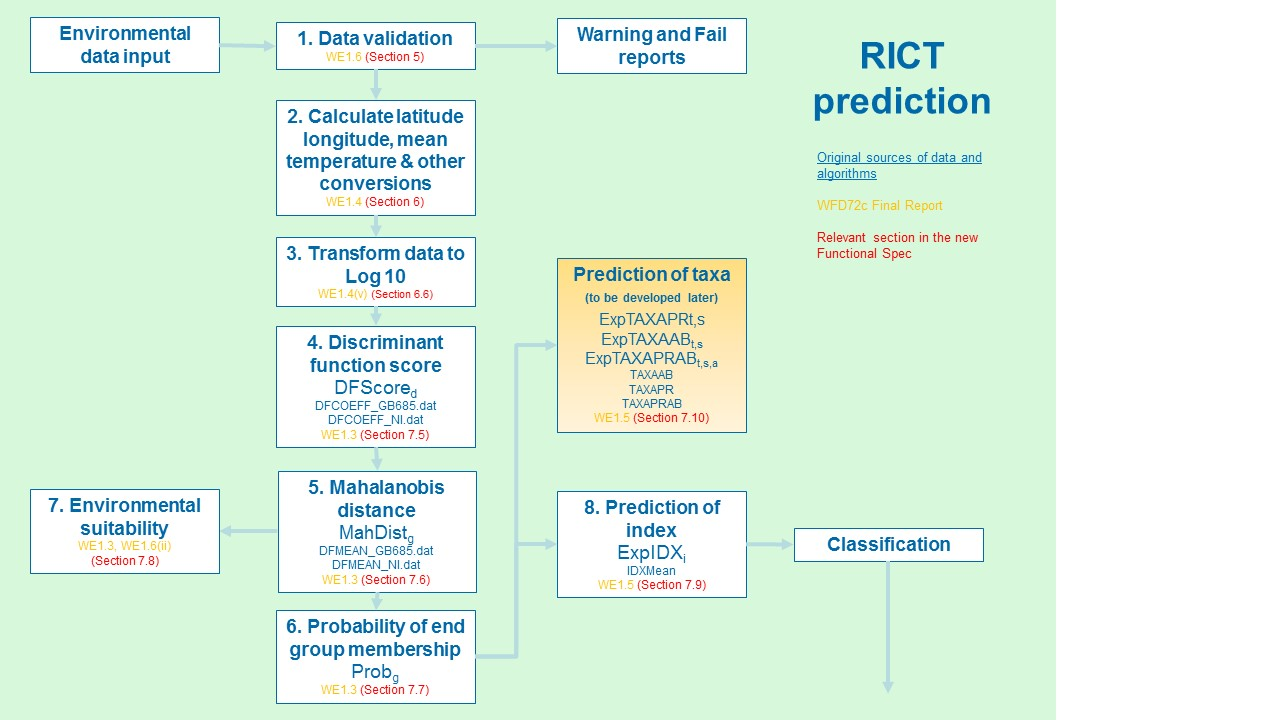 Environmental
data input
1. Data validation
WE1.6 (Section 5)
Warning and Fail
reports
RICT
prediction
Original sources of data and
algorithms
WFD72c Final Report
Relevant section in the new
Functional Spec
2. Calculate latitude
longitude, mean
temperature & other
conversions
WE1.4 (Section 6)
3. Transform data to
Log 10
WE1.4(v) (Section 6.6)
4. Discriminant
function score
DFScored
DFCOEFF_GB685.dat
DFCOEFF_NI.dat
WE1.3 (Section 7.5)
Prediction of taxa
(to be developed later)
ExpTAXAPRt,s
ExpTAXAABt,s
ExpTAXAPRABt,s,a
TAXAAB
TAXAPR
TAXAPRAB
WE1.5 (Section 7.10)
5. Mahalanobis
distance
MahDistg
DFMEAN_GB685.dat
DFMEAN_NI.dat
WE1.3 (Section 7.6)
7. Environmental
suitability
WE1.3, WE1.6(ii)
(Section 7.8)
6. Probability of end
group membership
Probg
WE1.3 (Section 7.7)
8. Prediction of
index
ExpIDXi
IDXMean
WE1.5 (Section 7.9)
Classification